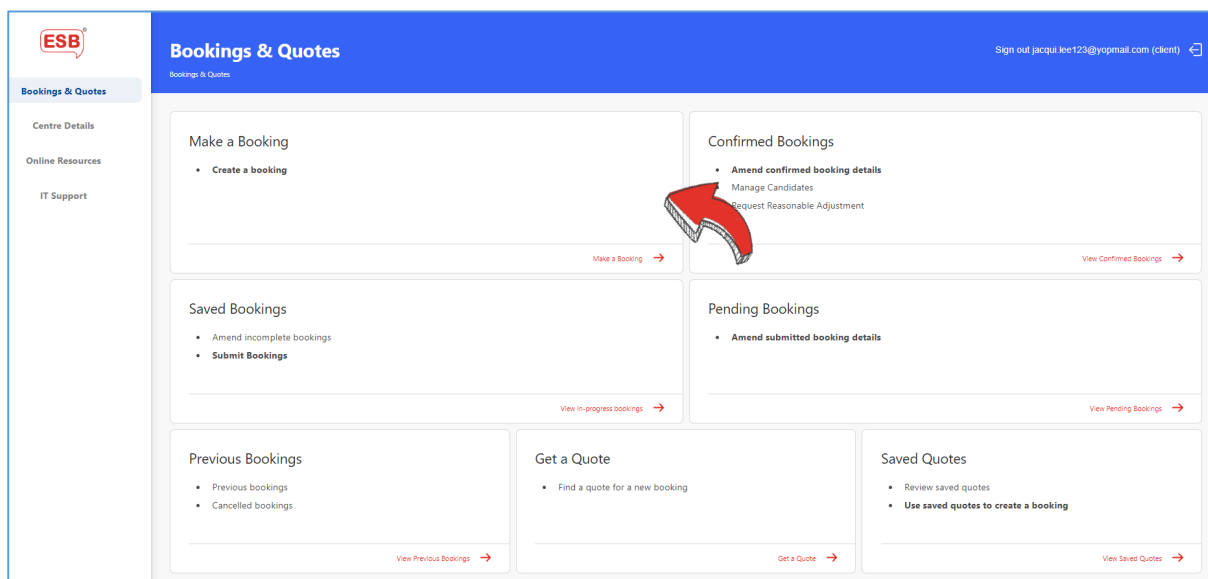 ESB
Bookings & Quotes
Centre Details
Online Resources
IT Support
Bookings & Quotes
Bookings & Quotes
Sign out jacqui.lee123@yopmail.com (client)
Make a Booking
• Create a booking
Make a Booking
Confirmed Bookings
• Amend confirmed booking details
Manage Candidates
Request Reasonable Adjustment
View Confirmed Bookings
Saved Bookings
• Amend incomplete bookings
• Submit Bookings
View in-progress bookings
Pending Bookings
• Amend submitted booking details
View Pending Bookings
Previous Bookings
• Previous bookings
• Cancelled bookings
View Previous Bookings
Get a Quote
• Find a quote for a new booking
Get a Quote
Saved Quotes
• Review saved quotes
• Use saved quotes to create a booking
View Saved Quotes